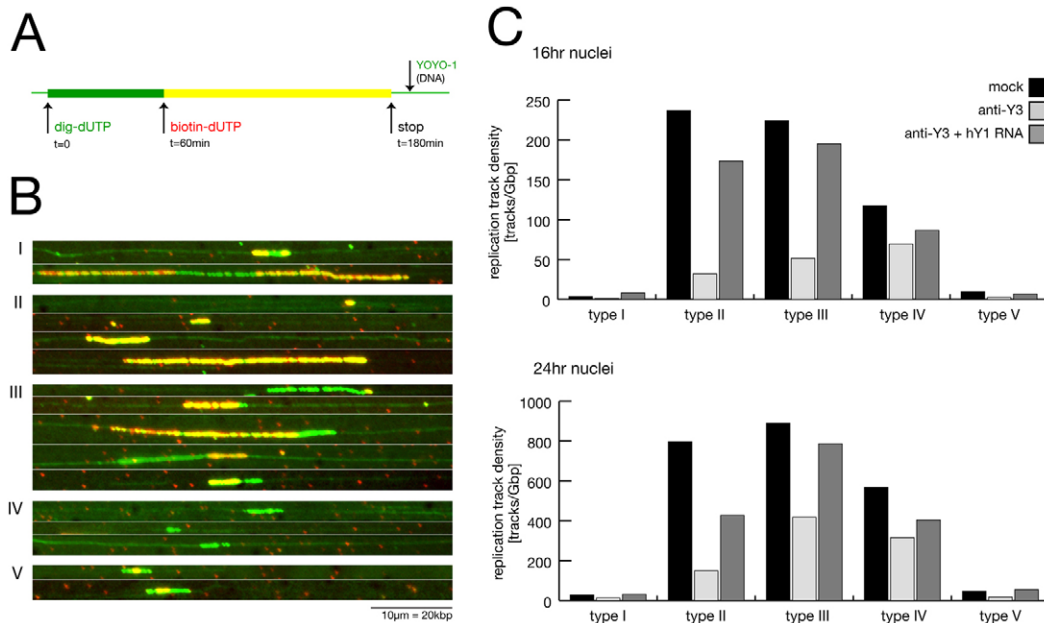 A
YOYO-1
(DNA)
dig-dUTP
biotin-dUTP
stop
t=0
t=60min
t=180min
B
I
II
III
IV
V
10µm = 20kbp
C
16hr nuclei
mock
anti-Y3
anti-Y3 + hY1 RNA
replication track density
[tracks/Gbp]
250
200
150
100
50
0
type I
type II
type III
type IV
type V
24hr nuclei
replication track density
[tracks/Gbp]
1000
800
600
400
200
0
type I
type II
type III
type IV
type V